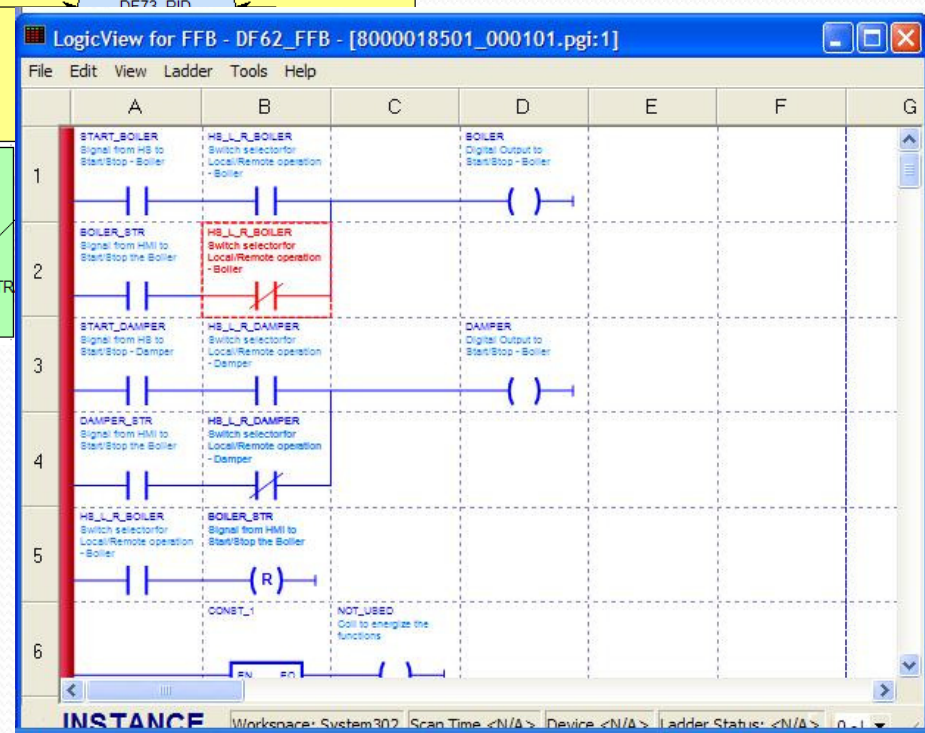 DF73_PID
LogicView for FFB - DF62_FFB - [8000018501_000101.pgi:1]
File Edit View Ladder Tools Help
A B C D E F G
1
START_BOILER
Signal from HS to
Start/Stop - Boiler
HS_L_R_BOILER
Switch selectorfor
Local/Remote operation
- Boiler
BOILER
Digital Output to
Start/Stop - Boiler
2
BOILER_STR
Signal from HMI to
Start/Stop the Boiler
HS_L_R_BOILER
Switch selectorfor
Local/Remote operation
- Boiler
TR
3
START_DAMPER
Signal from HS to
Start/Stop - Damper
HS_L_R_DAMPER
Switch selectorfor
Local/Remote operation
- Damper
DAMPER
Digital Output to
Start/Stop - Boiler
4
DAMPER_STR
Signal from HMI to
Start/Stop the Boiler
HS_L_R_DAMPER
Switch selectorfor
Local/Remote operation
- Damper
5
HS_L_R_BOILER
Switch selectorfor
Local/Remote operation
- Boiler
BOILER_STR
Signal from HMI to
Start/Stop the Boiler
R
6
CONST_1
NOT_USED
Coil to energize the
functions
EN EO
INSTANCE Workspace: System302 Scan Time <N/A> Device <N/A> Ladder Status: <N/A>